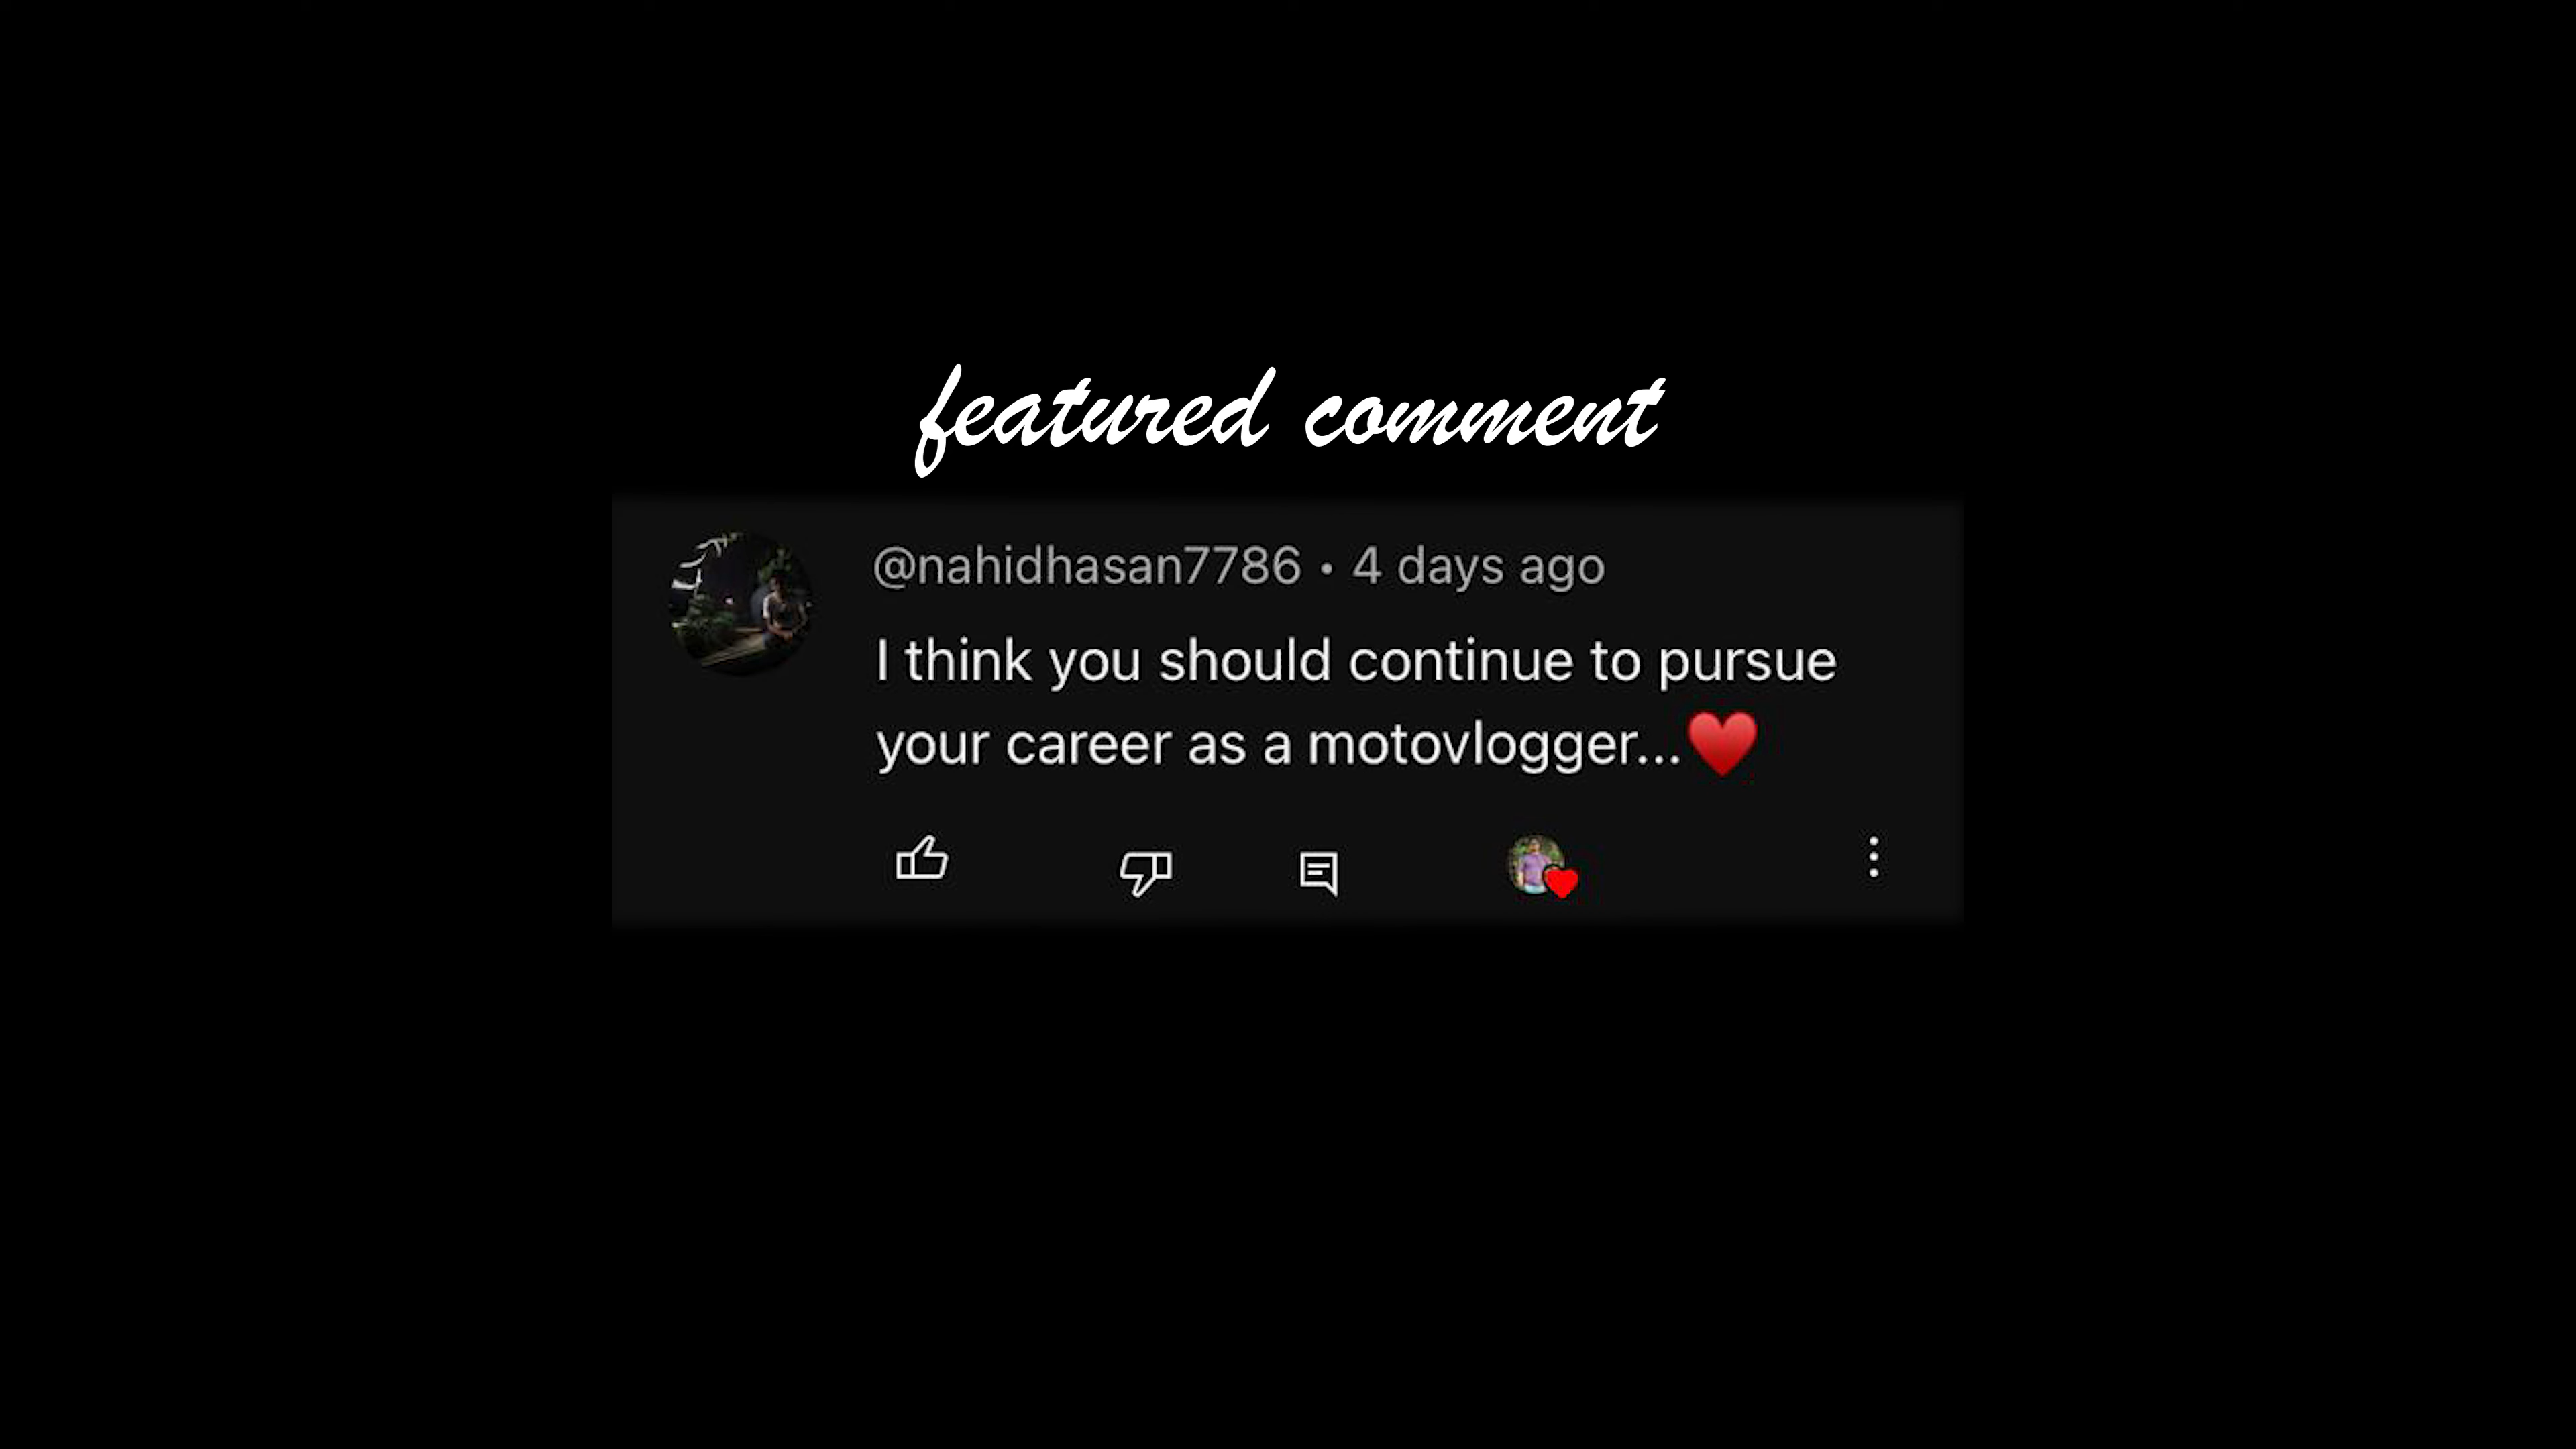 featured comment
@nahidhasan7786 • 4 days ago
I think you should continue to pursue
your career as a motovlogger...♥️